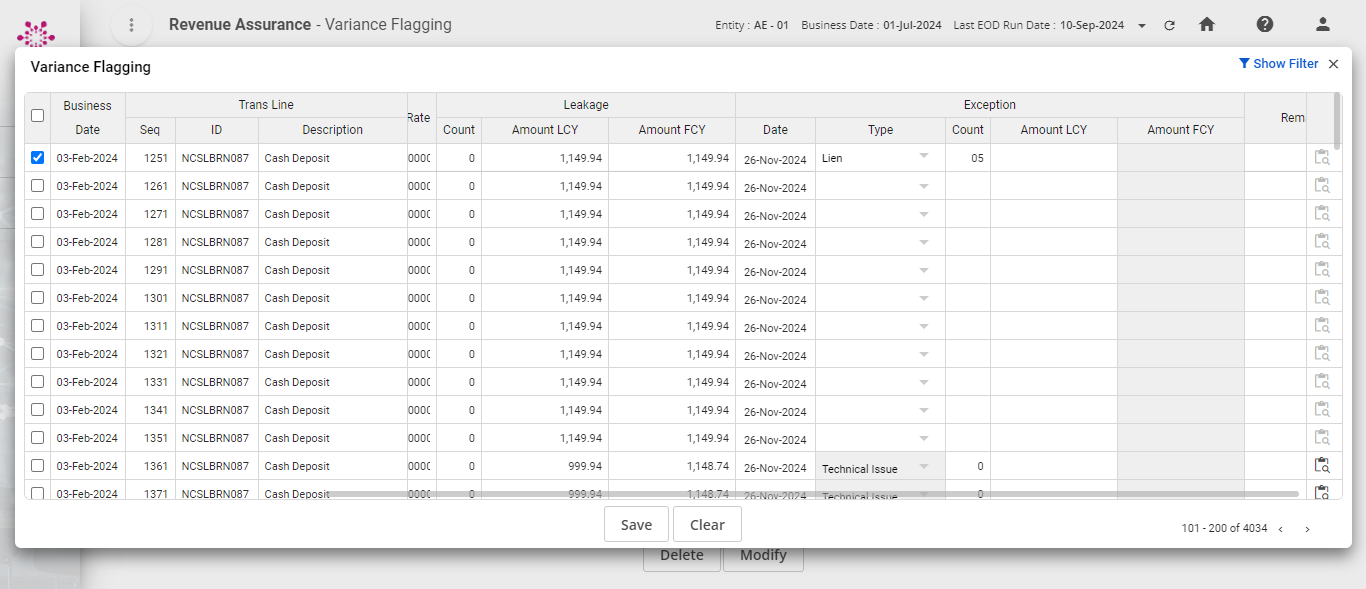 Revenue Assurance - Variance Flagging Entity : AE - 01 Business Date : 01-Jul-2024 Last EOD Run Date : 10-Sep-2024
Variance Flagging Show Filter
Business Trans Line Rate Leakage Exception Rem
Date Seq ID Description Count Amount LCY Amount FCY Date Type Count Amount LCY Amount FCY
03-Feb-2024 1251 NCSLBRN087 Cash Deposit 0000 0 1,149.94 1,149.94 26-Nov-2024 Lien 05
03-Feb-2024 1261 NCSLBRN087 Cash Deposit 0000 0 1,149.94 1,149.94 26-Nov-2024
03-Feb-2024 1271 NCSLBRN087 Cash Deposit 0000 0 1,149.94 1,149.94 26-Nov-2024
03-Feb-2024 1281 NCSLBRN087 Cash Deposit 0000 0 1,149.94 1,149.94 26-Nov-2024
03-Feb-2024 1291 NCSLBRN087 Cash Deposit 0000 0 1,149.94 1,149.94 26-Nov-2024
03-Feb-2024 1301 NCSLBRN087 Cash Deposit 0000 0 1,149.94 1,149.94 26-Nov-2024
03-Feb-2024 1311 NCSLBRN087 Cash Deposit 0000 0 1,149.94 1,149.94 26-Nov-2024
03-Feb-2024 1321 NCSLBRN087 Cash Deposit 0000 0 1,149.94 1,149.94 26-Nov-2024
03-Feb-2024 1331 NCSLBRN087 Cash Deposit 0000 0 1,149.94 1,149.94 26-Nov-2024
03-Feb-2024 1341 NCSLBRN087 Cash Deposit 0000 0 1,149.94 1,149.94 26-Nov-2024
03-Feb-2024 1351 NCSLBRN087 Cash Deposit 0000 0 1,149.94 1,149.94 26-Nov-2024
03-Feb-2024 1361 NCSLBRN087 Cash Deposit 0000 0 999.94 1,148.74 26-Nov-2024 Technical Issue 0
03-Feb-2024 1371 NCSLBRN087 Cash Deposit 0000 0 999.94 1,148.74 26-Nov-2024 Technical Issue 0
Save Clear 101 - 200 of 4034
Delete Modify